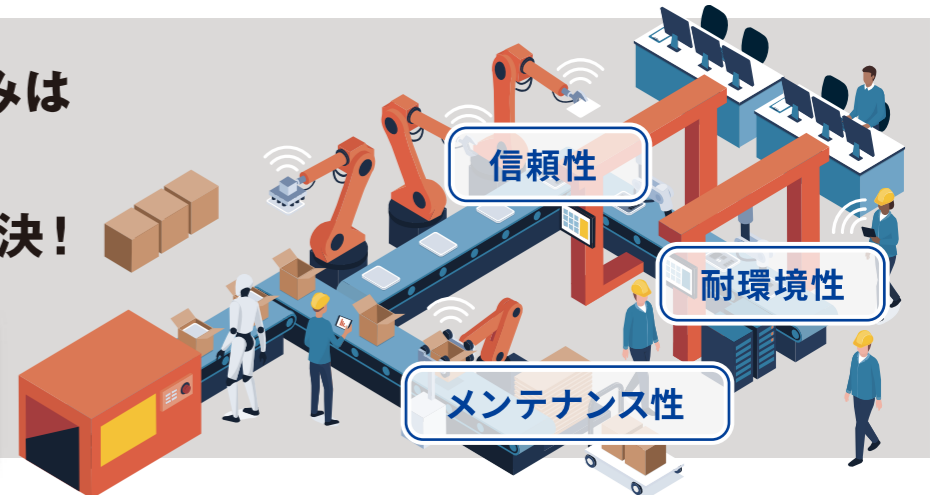 みは
決！
信頼性
耐環境性
メンテナンス性